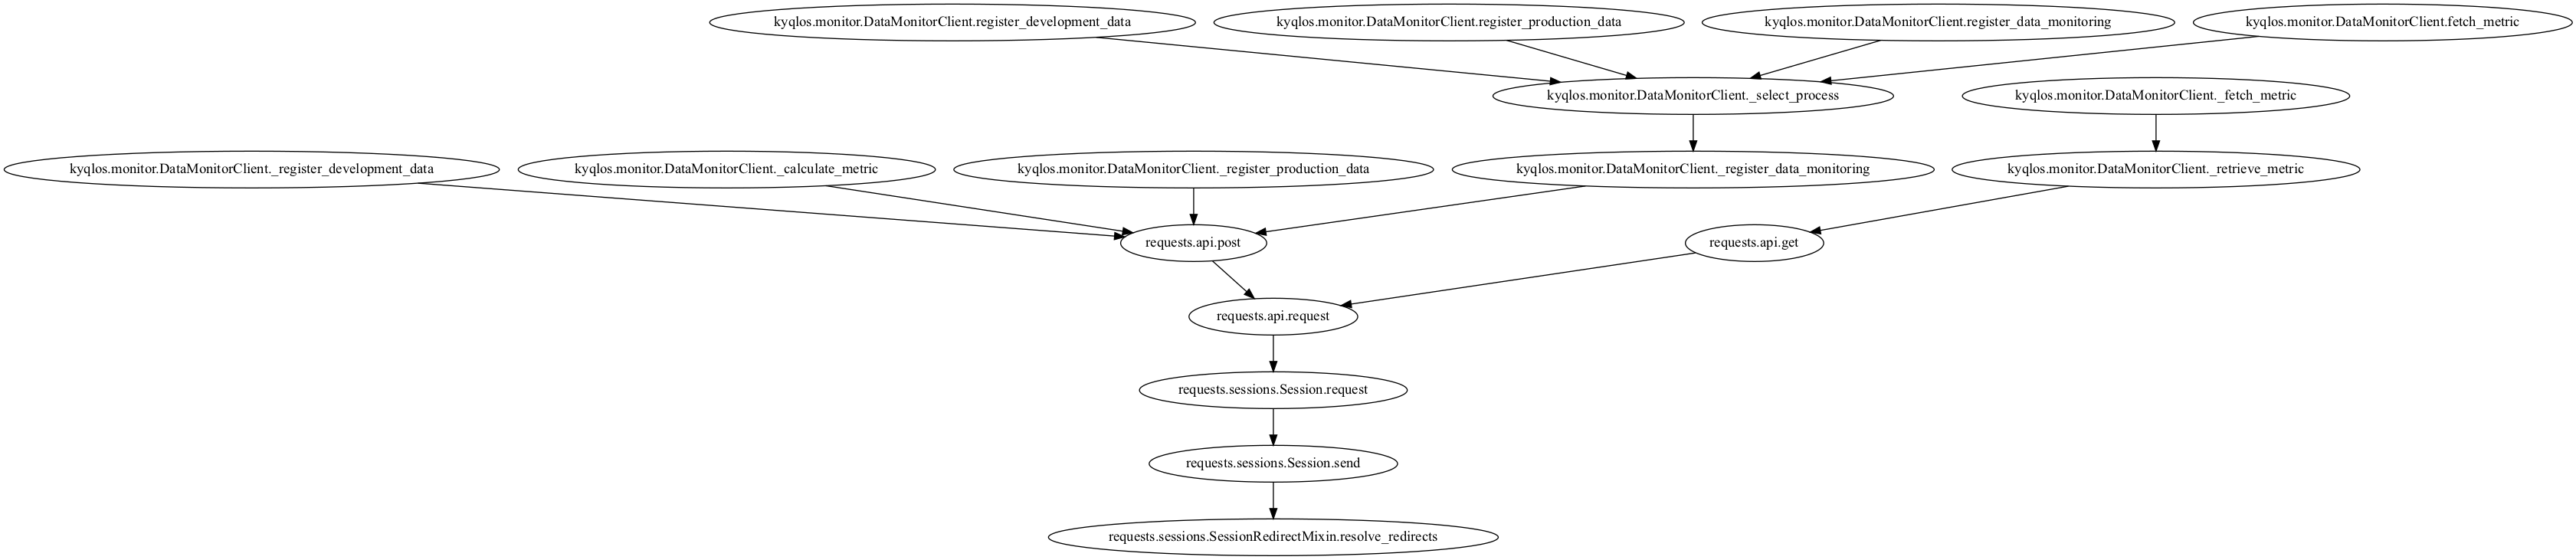 kyqlos.monitor.DataMonitorClient.register_development_data
kyqlos.monitor.DataMonitorClient.register_production_data
kyqlos.monitor.DataMonitorClient.register_data_monitoring
kyqlos.monitor.DataMonitorClient.fetch_metric
kyqlos.monitor.DataMonitorClient._select_process
kyqlos.monitor.DataMonitorClient._fetch_metric
kyqlos.monitor.DataMonitorClient._register_development_data
kyqlos.monitor.DataMonitorClient._calculate_metric
kyqlos.monitor.DataMonitorClient._register_production_data
kyqlos.monitor.DataMonitorClient._register_data_monitoring
kyqlos.monitor.DataMonitorClient._retrieve_metric
requests.api.post
requests.api.get
requests.api.request
requests.sessions.Session.request
requests.sessions.Session.send
requests.sessions.SessionRedirectMixin.resolve_redirects